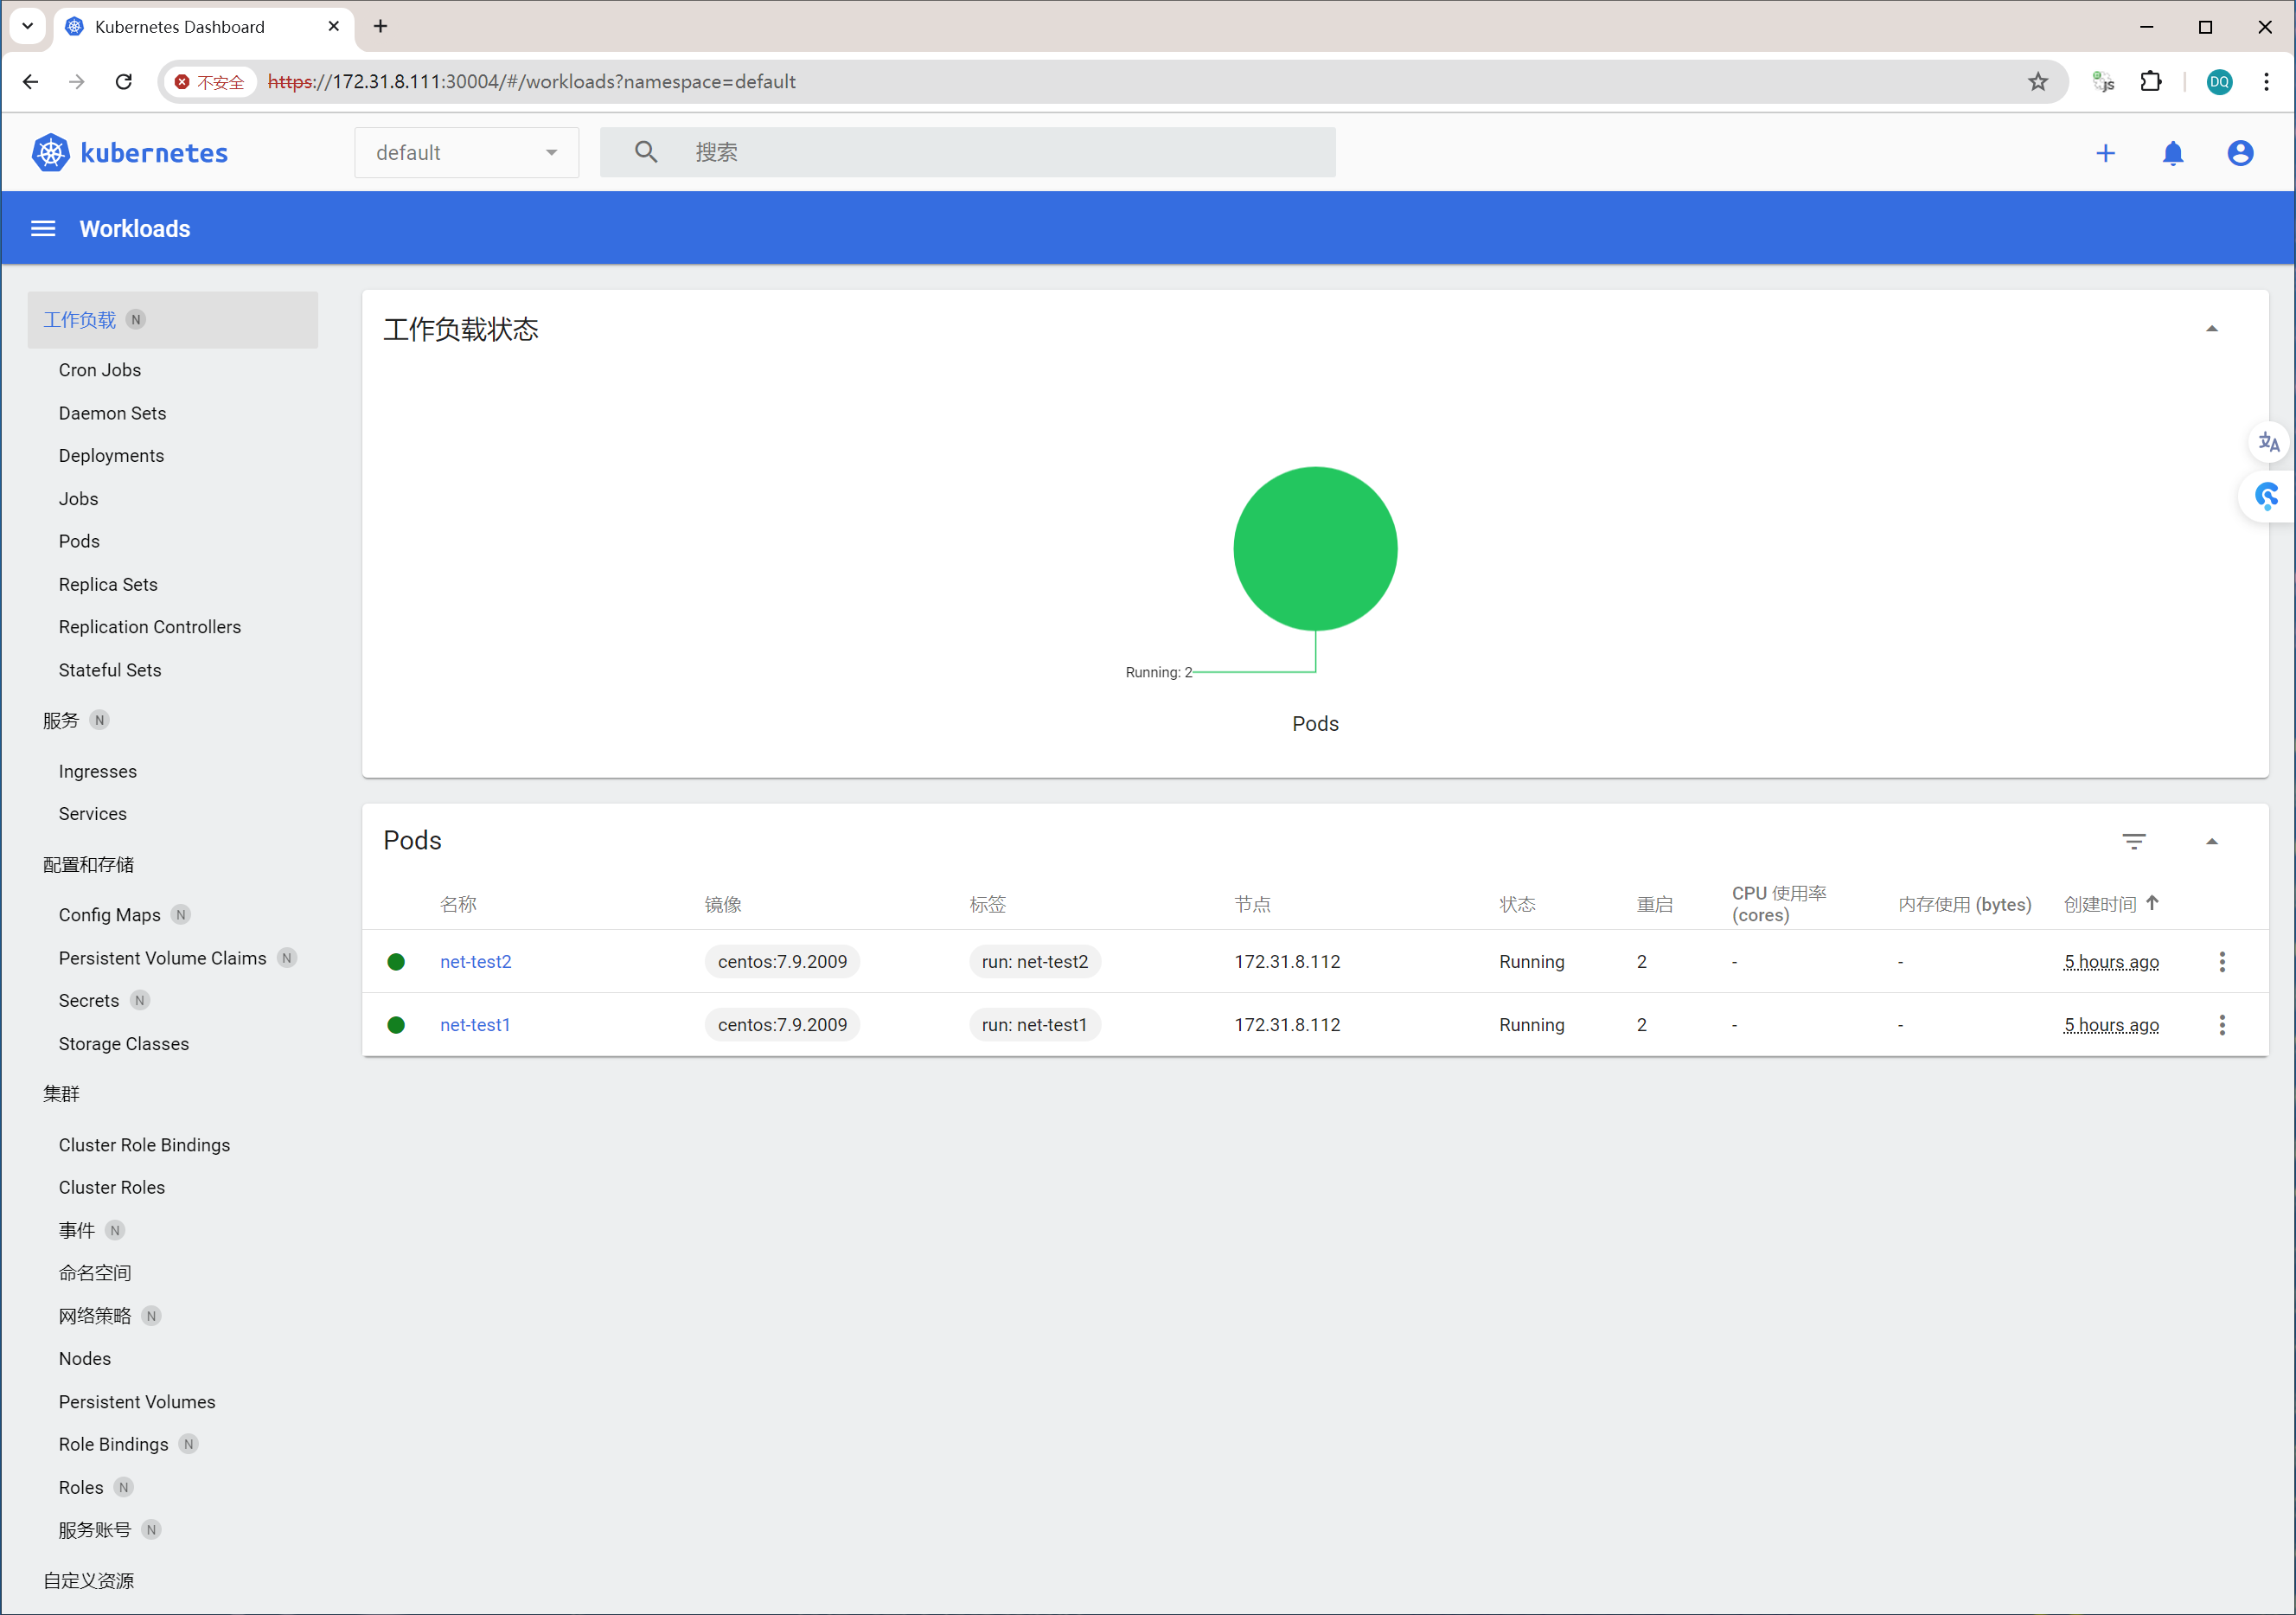 Kubernetes Dashboard
不安全 https://172.31.8.111:30004/#/workloads?namespace=default
JS
DQ
kubernetes
default
搜索
Workloads
工作负载 N
Cron Jobs
Daemon Sets
Deployments
Jobs
Pods
Replica Sets
Replication Controllers
Stateful Sets
服务 N
Ingresses
Services
配置和存储
Config Maps N
Persistent Volume Claims N
Secrets N
Storage Classes
集群
Cluster Role Bindings
Cluster Roles
事件 N
命名空间
网络策略 N
Nodes
Persistent Volumes
Role Bindings N
Roles N
服务账号 N
自定义资源
工作负载状态
Running: 2
Pods
Pods
名称 镜像 标签 节点 状态 重启 CPU 使用率 (cores) 内存使用 (bytes) 创建时间
net-test2 centos:7.9.2009 run: net-test2 172.31.8.112 Running 2 - - 5 hours ago
net-test1 centos:7.9.2009 run: net-test1 172.31.8.112 Running 2 - - 5 hours ago
文A